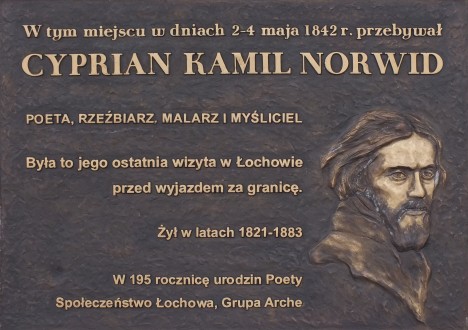 W tym miejscu w dniach 2-4 maja 1842 r. przebywał
CYPRIAN KAMIL NORWID
POETA, RZEŹBIARZ. MALARZ I MYŚLICIEL
Była to jego ostatnia wizyta w Łochowie
przed wyjazdem za granicę.
Żył w latach 1821-1883
W 195 rocznicę urodzin Poety
Społeczeństwo Łochowa, Grupa Arche